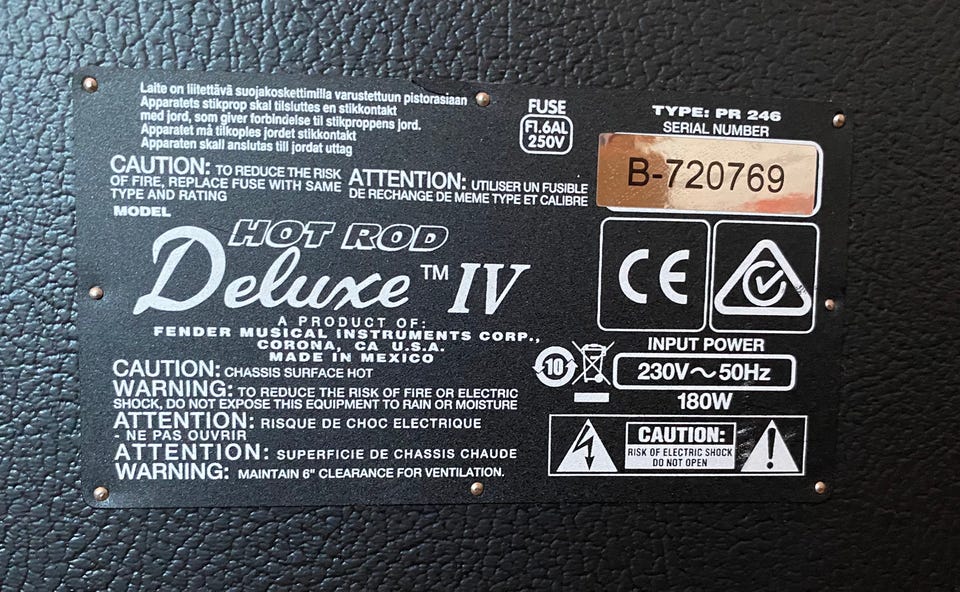 Laite on liitettävä suojakoskettimilla varustettuun pistorasiaan
Apparatets stikprop skal tilsluttes en stikkontakt
med jord, som giver forbindelse til stikproppens jord.
Apparatet må tilkoples jordet stikkontakt
Apparaten skall anslutas till jordat uttag
FUSE
F1.6AL
250V
TYPE: PR 246
SERIAL NUMBER
B-720769
CAUTION: TO REDUCE THE RISK
OF FIRE, REPLACE FUSE WITH SAME
TYPE AND RATING
ATTENTION: UTILISER UN FUSIBLE
DE RECHANGE DE MEME TYPE ET CALIBRE
MODEL
HOT ROD
Deluxe™ IV
A PRODUCT OF:
FENDER MUSICAL INSTRUMENTS CORP.,
CORONA, CA U.S.A.
MADE IN MEXICO
CE
INPUT POWER
10
230V~50Hz
180W
CAUTION: CHASSIS SURFACE HOT
WARNING: TO REDUCE THE RISK OF FIRE OR ELECTRIC
SHOCK, DO NOT EXPOSE THIS EQUIPMENT TO RAIN OR MOISTURE
ATTENTION: RISQUE DE CHOC ELECTRIQUE
- NE PAS OUVRIR
ATTENTION: SUPERFICIE DE CHASSIS CHAUDE
WARNING: MAINTAIN 6" CLEARANCE FOR VENTILATION.
CAUTION:
RISK OF ELECTRIC SHOCK
DO NOT OPEN